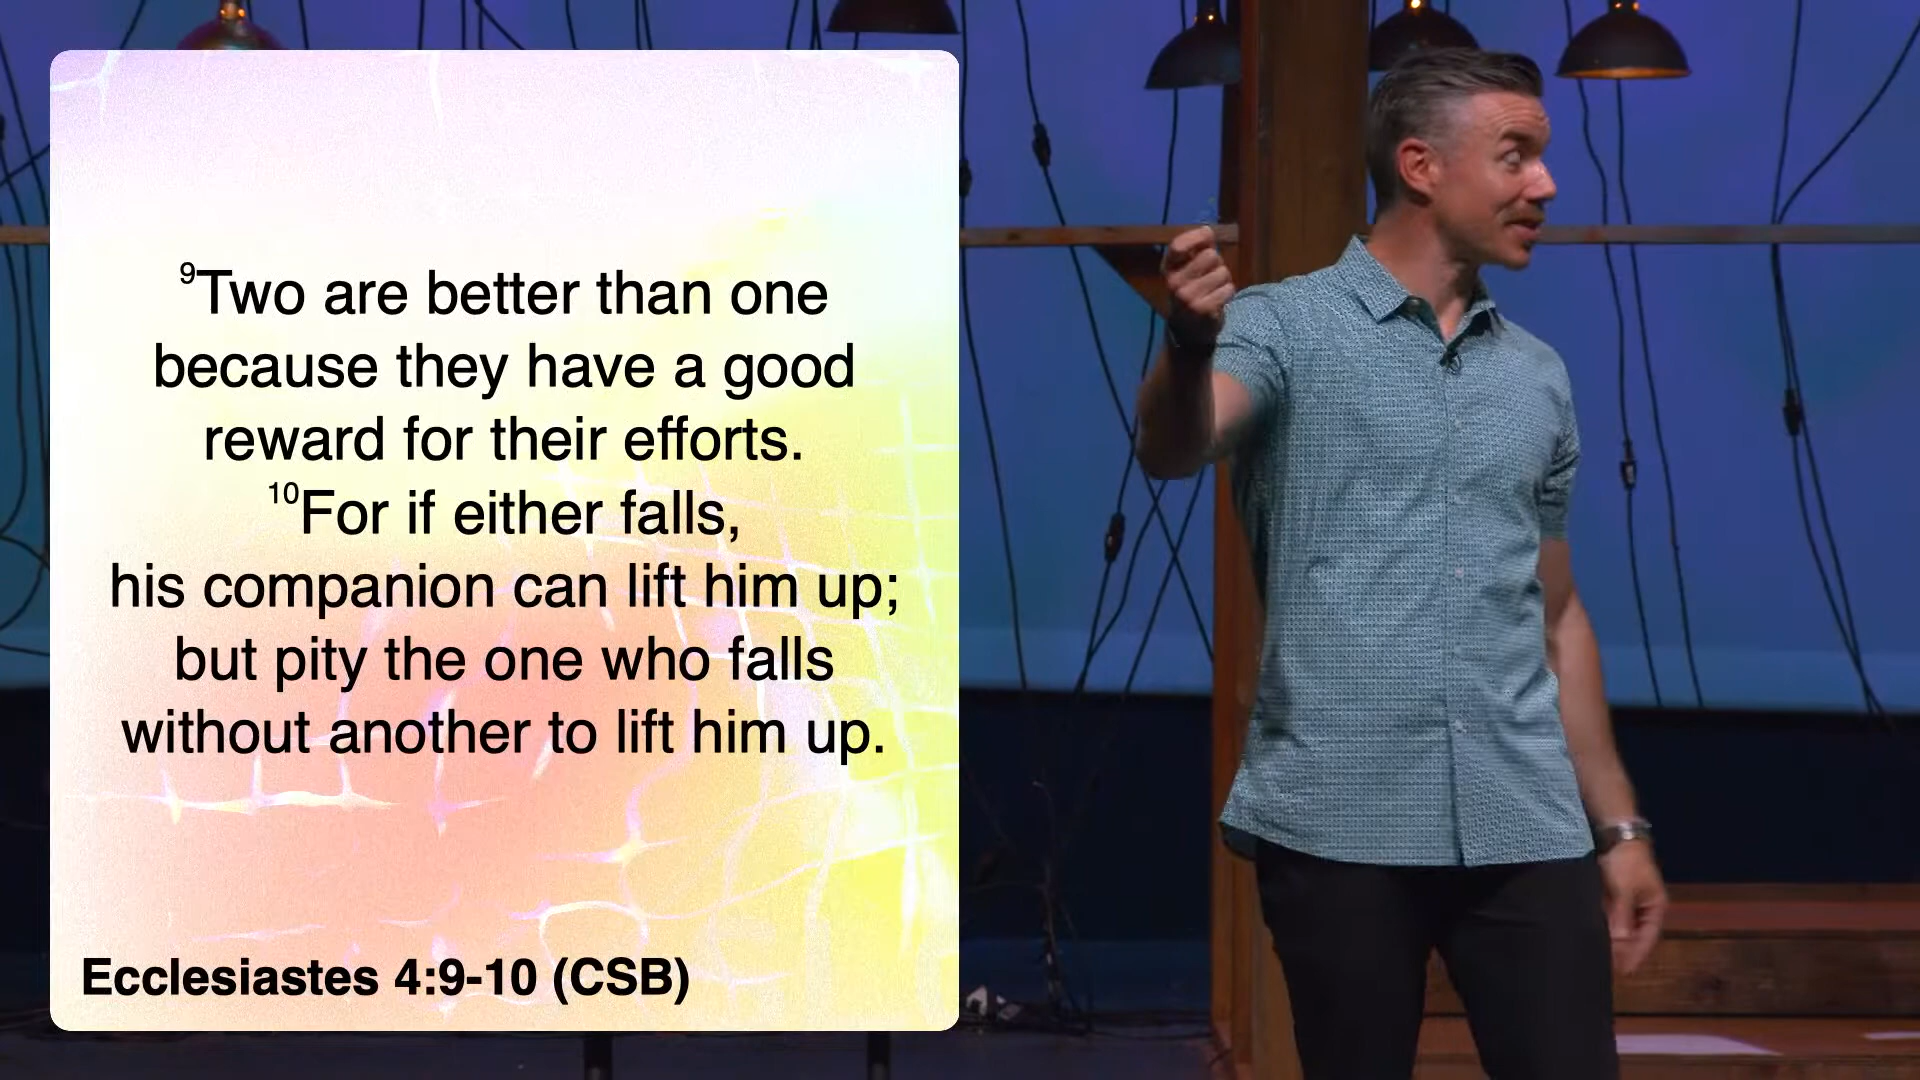 ⁹Two are better than one
because they have a good
reward for their efforts.
¹⁰For if either falls,
his companion can lift him up;
but pity the one who falls
without another to lift him up.
Ecclesiastes 4:9-10 (CSB)